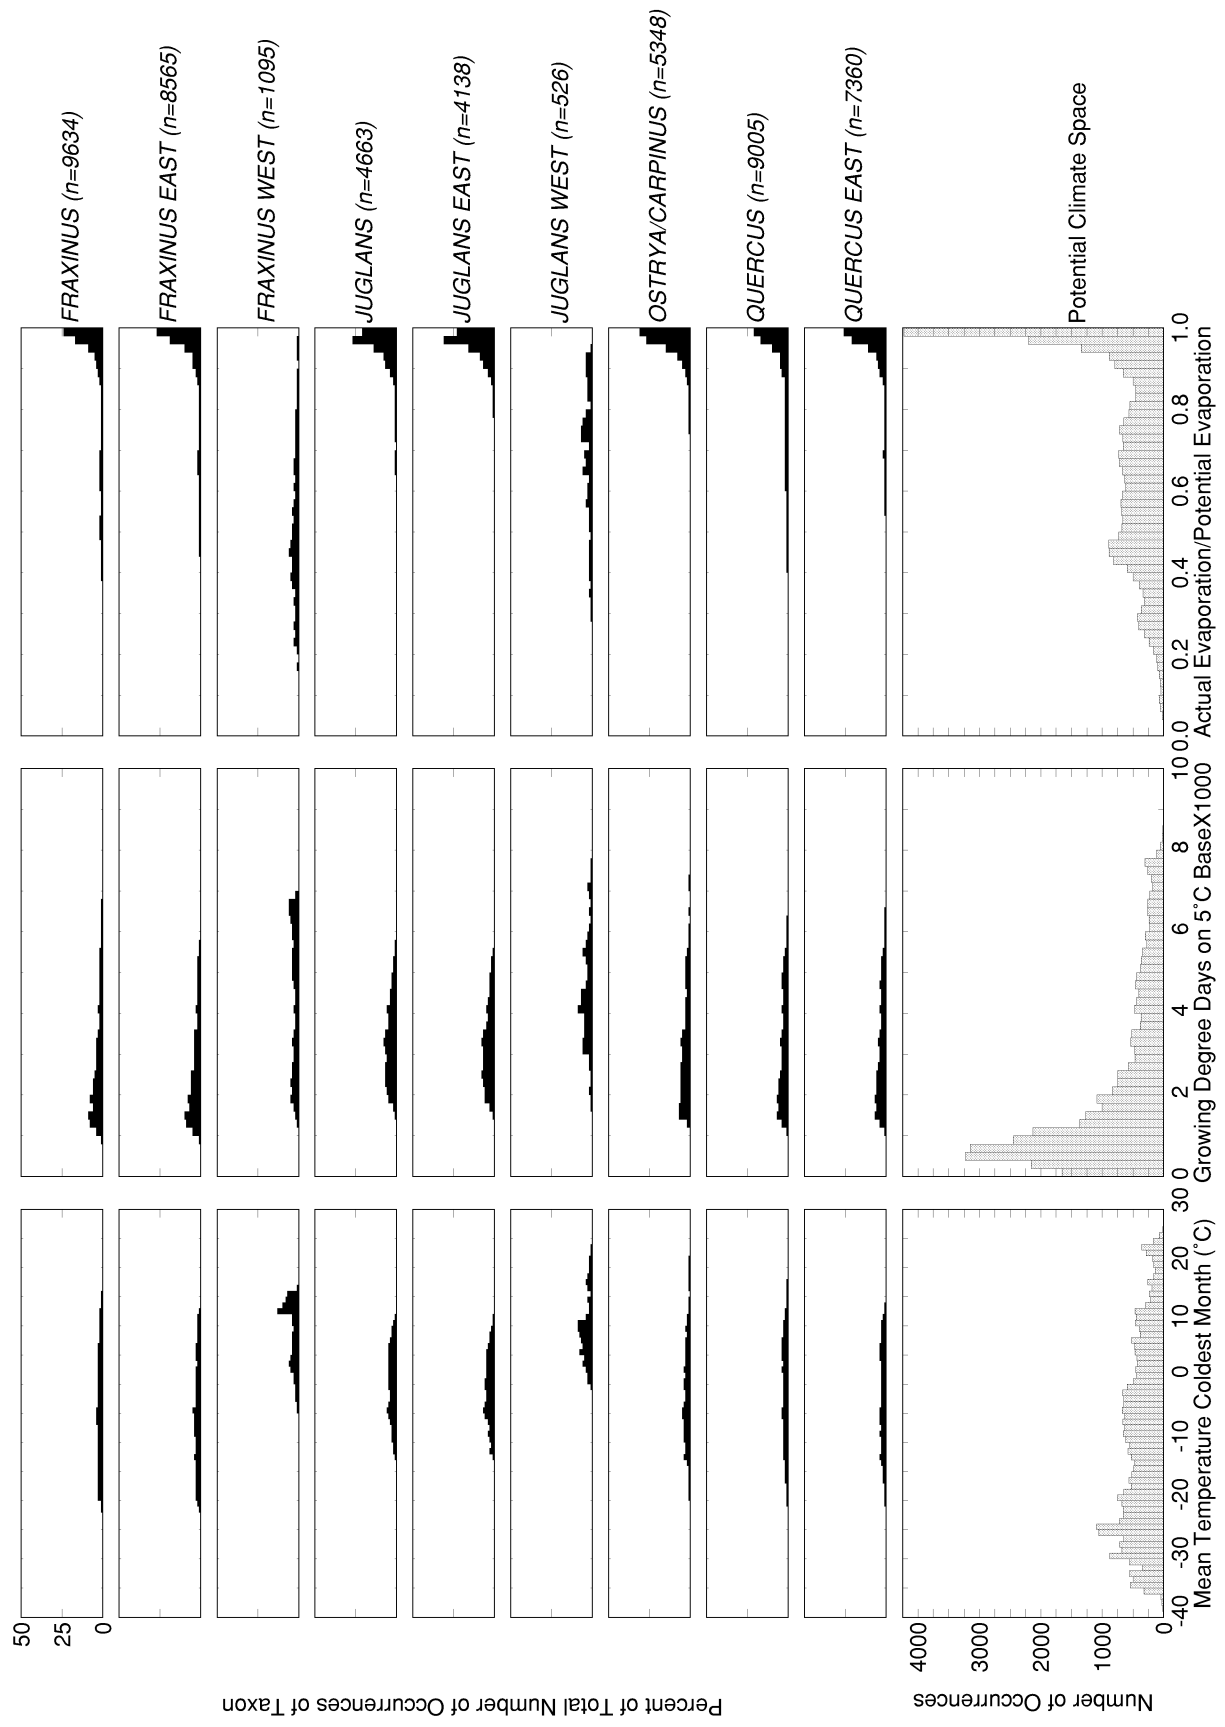 FRAXINUS (n=9634)
FRAXINUS EAST (n=8565)
FRAXINUS WEST (n=1095)
JUGLANS (n=4663)
JUGLANS EAST (n=4138)
JUGLANS WEST (n=526)
OSTRYA/CARPINUS (n=5348)
QUERCUS (n=9005)
QUERCUS EAST (n=7360)
Potential Climate Space
50
25
0
Percent of Total Number of Occurrences of Taxon
4000
3000
2000
1000
0
Number of Occurrences
-40 -30 -20 -10 0 10 20 30
Mean Temperature Coldest Month (°C)
0 2 4 6 8 10
Growing Degree Days on 5°C BaseX1000
0.0 0.2 0.4 0.6 0.8 1.0
Actual Evaporation/Potential Evaporation